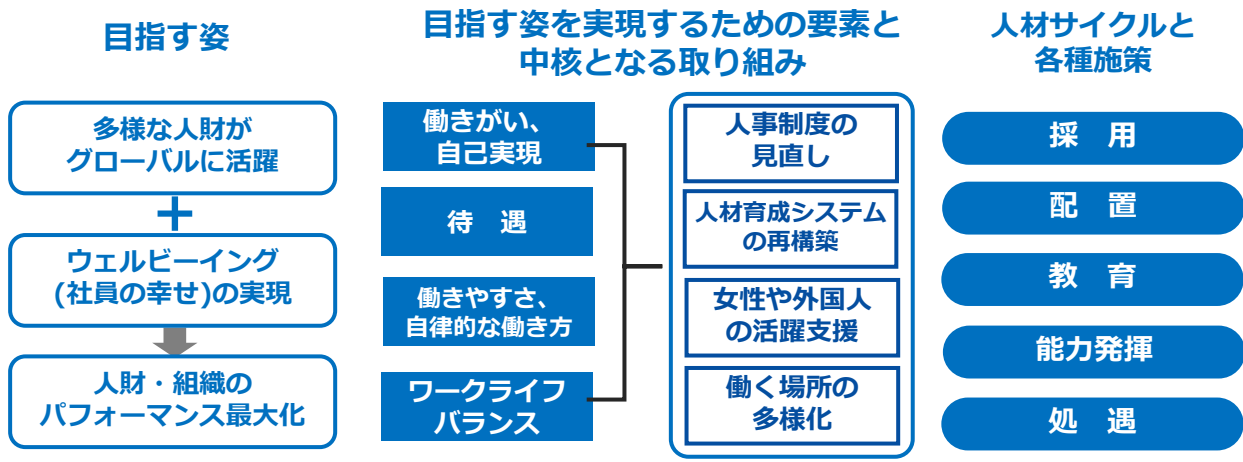 目指す姿
多様な人財が
グローバルに活躍
＋
ウェルビーイング
(社員の幸せ)の実現
人財・組織の
パフォーマンス最大化
目指す姿を実現するための要素と
中核となる取り組み
働きがい、
自己実現
待　遇
働きやすさ、
自律的な働き方
ワークライフ
バランス
人事制度の
見直し
人材育成システム
の再構築
女性や外国人
の活躍支援
働く場所の
多様化
人材サイクルと
各種施策
採　用
配　置
教　育
能力発揮
処　遇